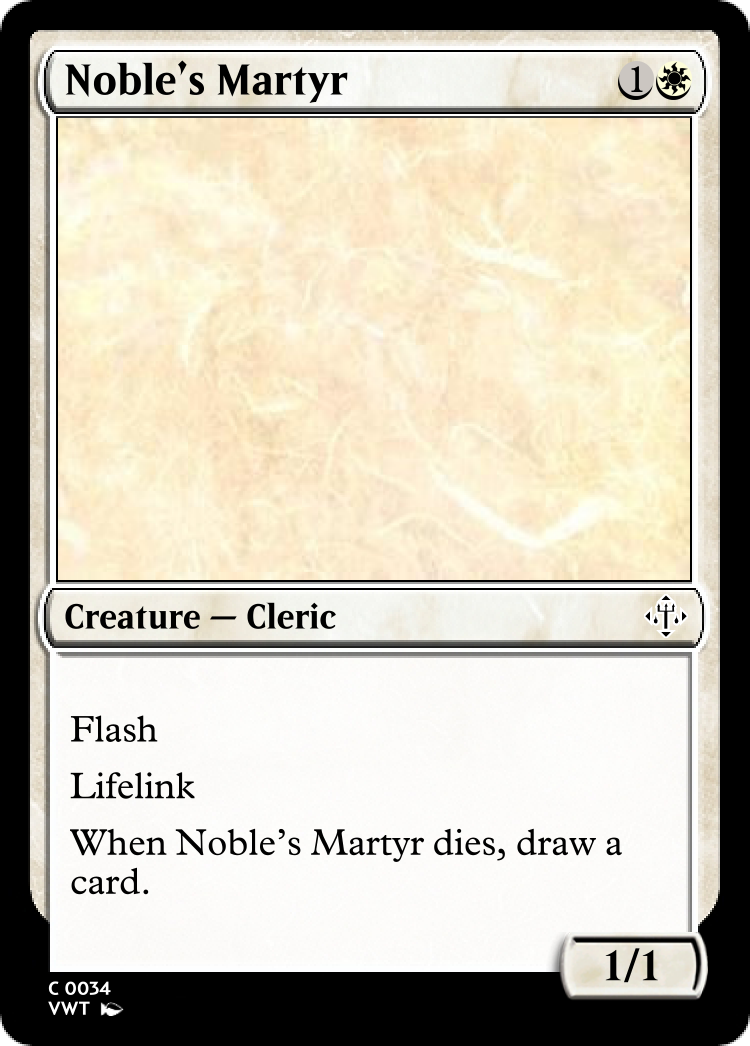 Noble's Martyr 1
Creature — Cleric
Flash
Lifelink
When Noble's Martyr dies, draw a
card.
1/1
C 0034
VWT